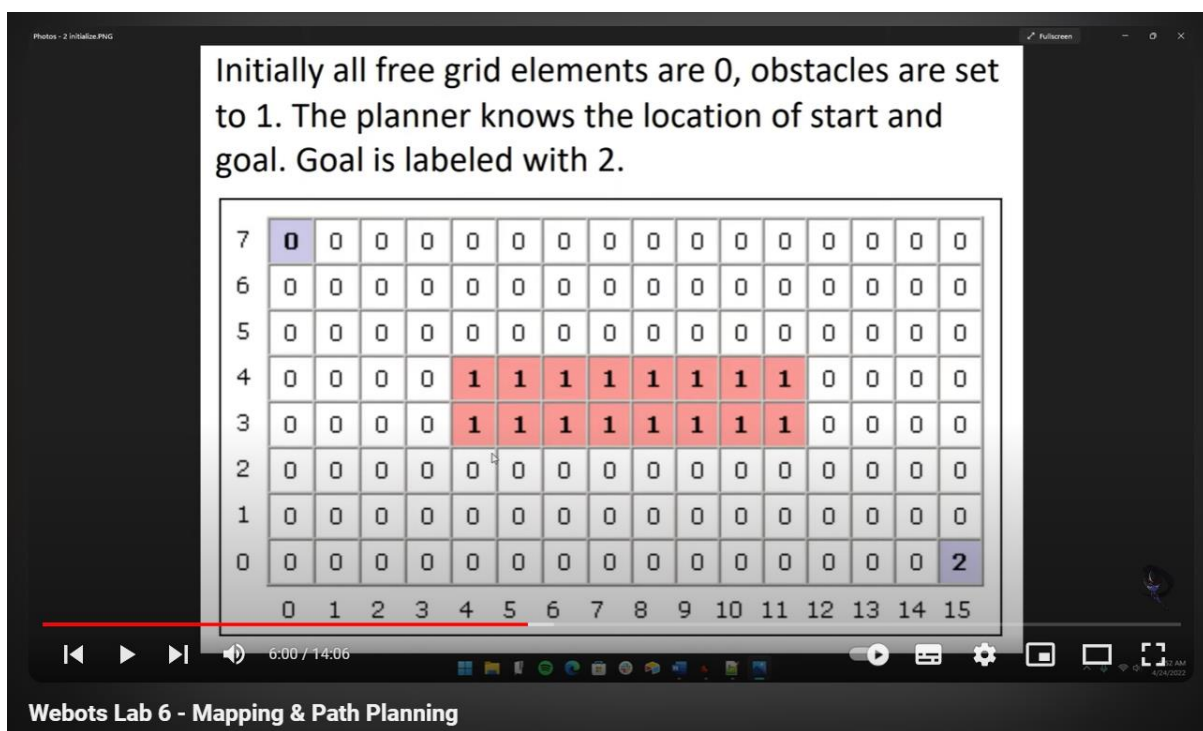 Photos - 2 initialize.PNG
Fullscreen
Initially all free grid elements are 0, obstacles are set
to 1. The planner knows the location of start and
goal. Goal is labeled with 2.
7 0 0 0 0 0 0 0 0 0 0 0 0 0 0 0 0
6 0 0 0 0 0 0 0 0 0 0 0 0 0 0 0 0
5 0 0 0 0 0 0 0 0 0 0 0 0 0 0 0 0
4 0 0 0 0 1 1 1 1 1 1 1 1 0 0 0 0
3 0 0 0 0 1 1 1 1 1 1 1 1 0 0 0 0
2 0 0 0 0 0 0 0 0 0 0 0 0 0 0 0 0
1 0 0 0 0 0 0 0 0 0 0 0 0 0 0 0 0
0 0 0 0 0 0 0 0 0 0 0 0 0 0 0 0 2
0 1 2 3 4 5 6 7 8 9 10 11 12 13 14 15
6:00 / 14:06
4/24/2022
Webots Lab 6 - Mapping & Path Planning